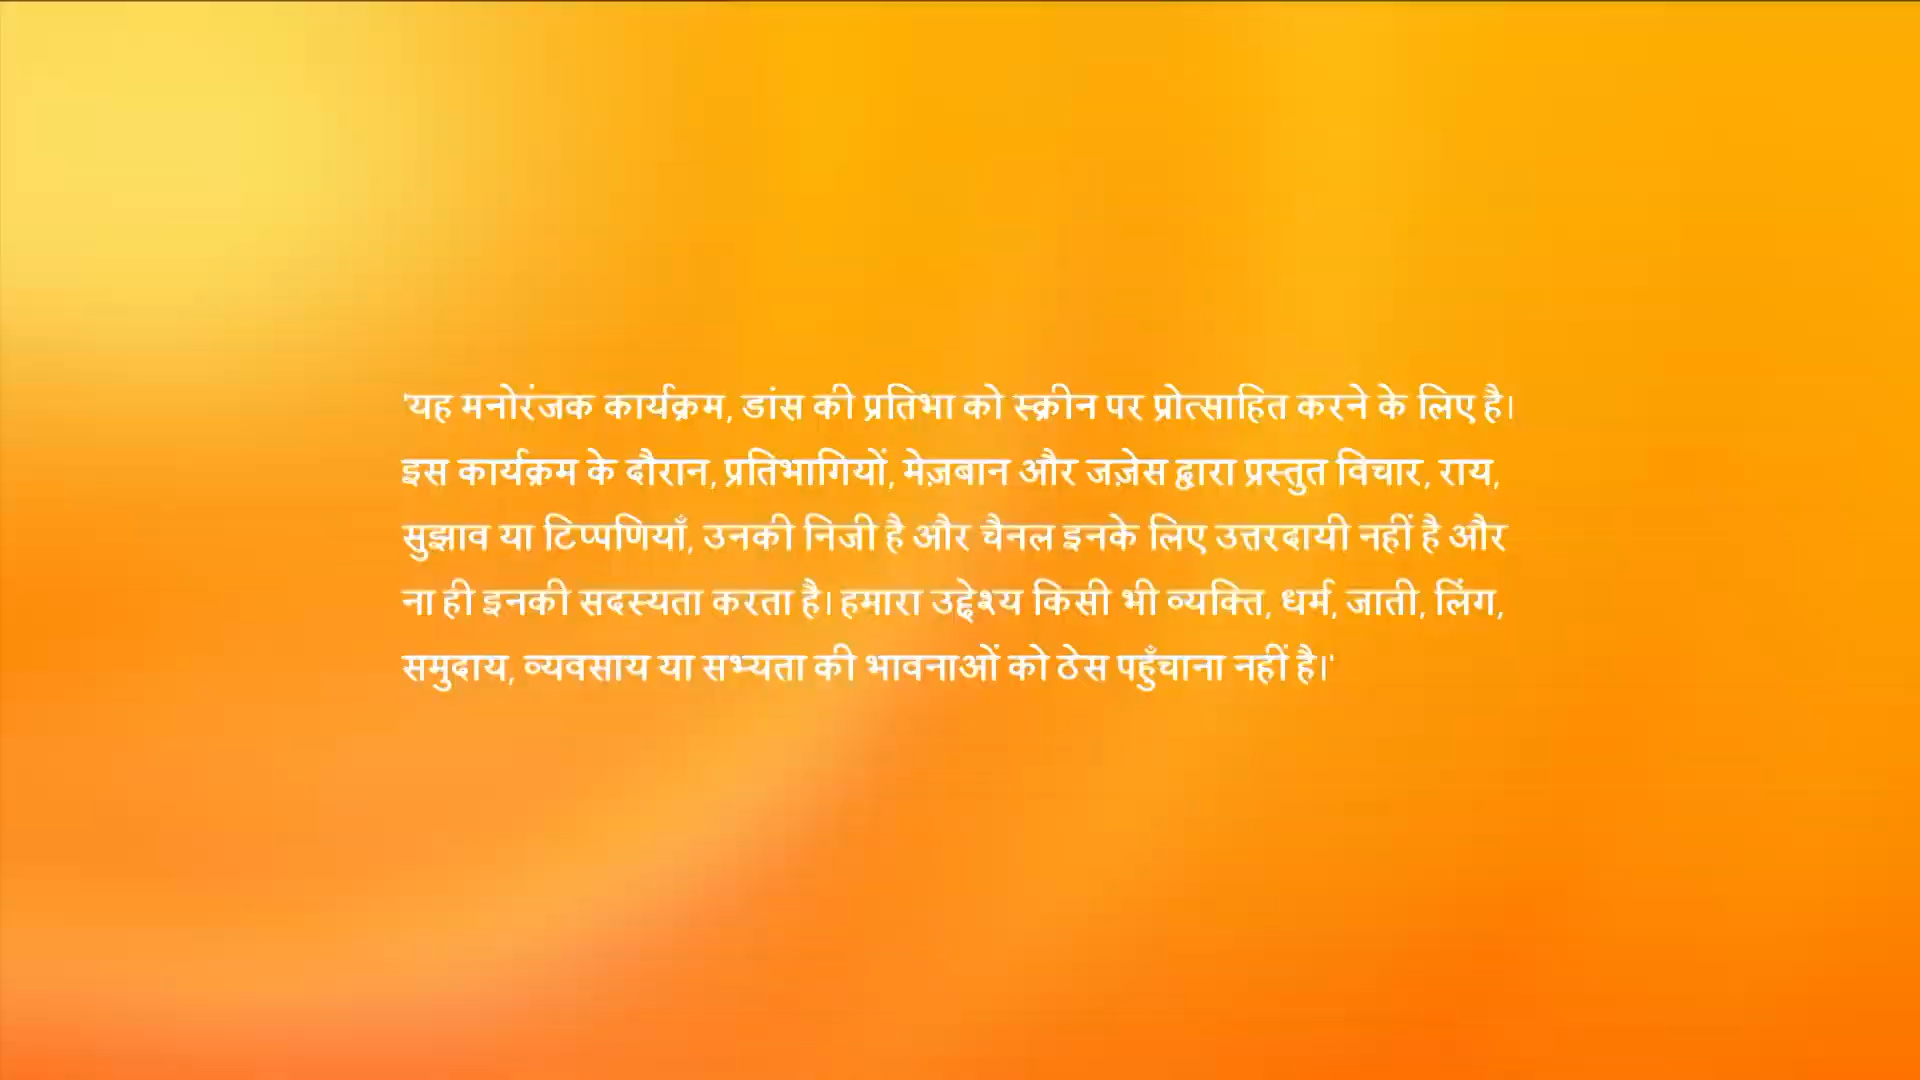 'यह मनोरंजक कार्यक्रम, डांस की प्रतिभा को स्क्रीन पर प्रोत्साहित करने के लिए है।
इस कार्यक्रम के दौरान, प्रतिभागियों, मेज़बान और जज़ेस द्वारा प्रस्तुत विचार, राय,
सुझाव या टिप्पणियाँ, उनकी निजी है और चैनल इनके लिए उत्तरदायी नहीं है और
ना ही इनकी सदस्यता करता है। हमारा उद्देश्य किसी भी व्यक्ति, धर्म, जाती, लिंग,
समुदाय, व्यवसाय या सभ्यता की भावनाओं को ठेस पहुँचाना नहीं है।'